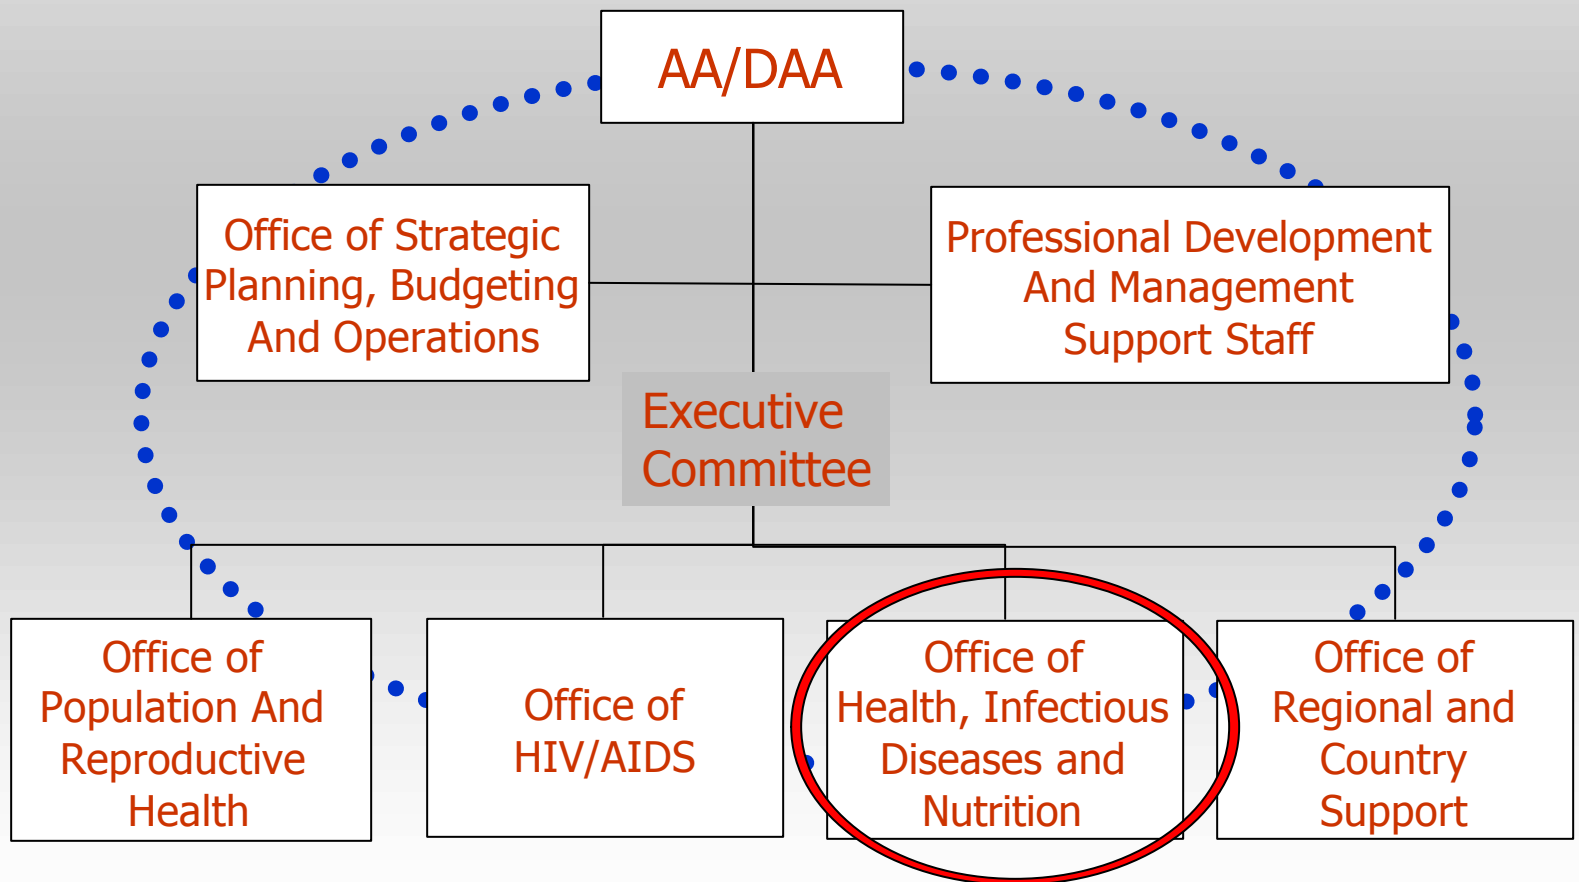 AA/DAA
Office of Strategic
Planning, Budgeting
And Operations
Professional Development
And Management
Support Staff
Executive
Committee
Office of
Population And
Reproductive
Health
Office of
HIV/AIDS
Office of
Health, Infectious
Diseases and
Nutrition
Office of
Regional and
Country
Support